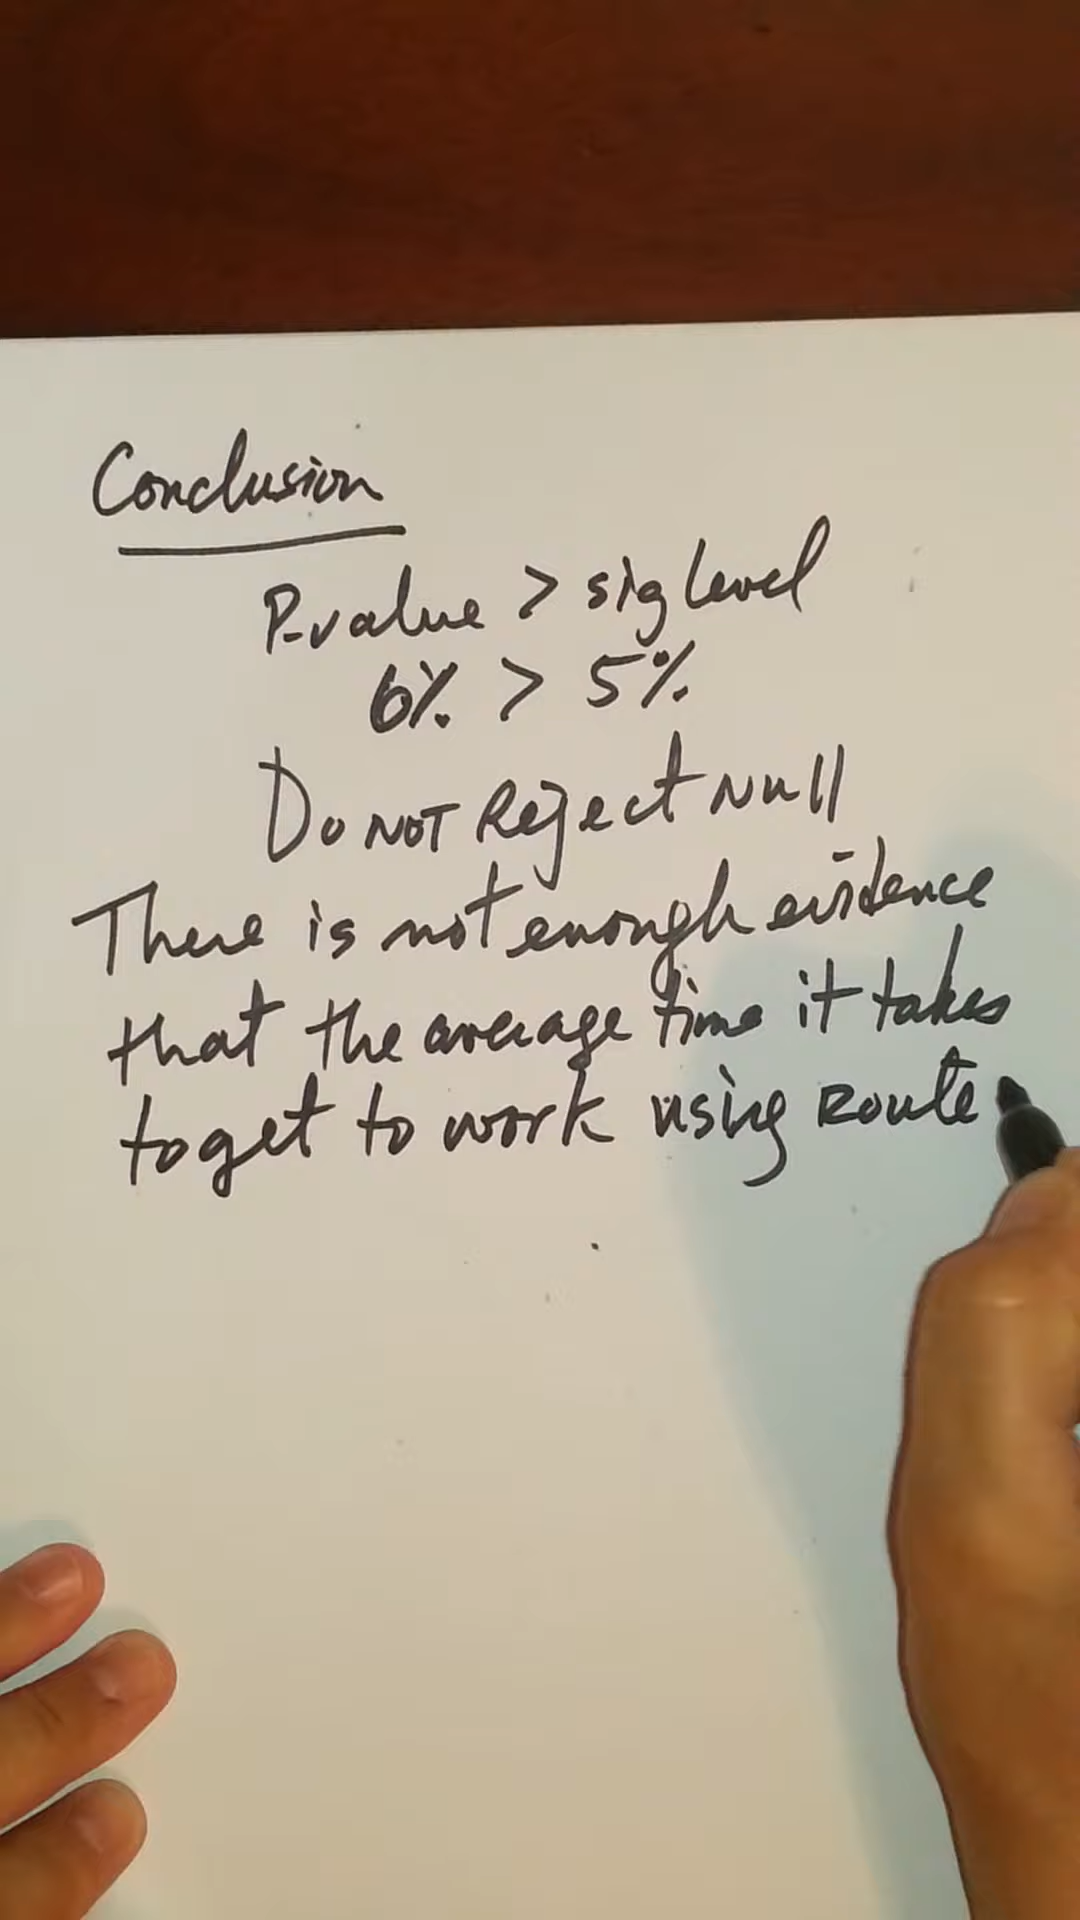 Conclusion
P-value > sig level
6% > 5%
Do NOT Reject Null
There is not enough evidence
that the average time it takes
to get to work using Route